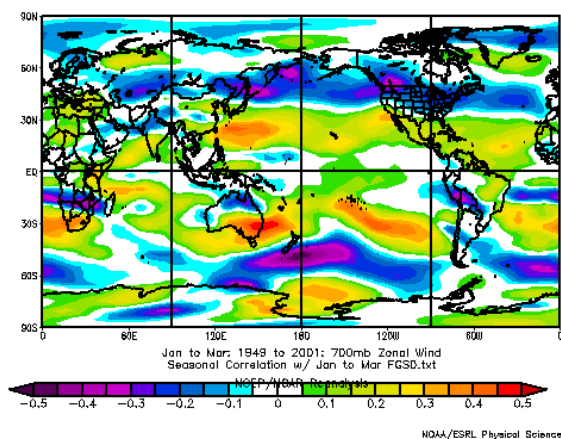 90N
60N
30N
EQ
30S
60S
90S
0 60E 120E 180 120W 60W 0
Jan to Mar: 1949 to 2001: 700mb Zonal Wind
Seasonal Correlation w/ Jan to Mar FGSD.txt
NCEP/NCAR Reanalysis
-0.5 -0.4 -0.3 -0.2 -0.1 0 0.1 0.2 0.3 0.4 0.5
NOAA/ESRL Physical Science